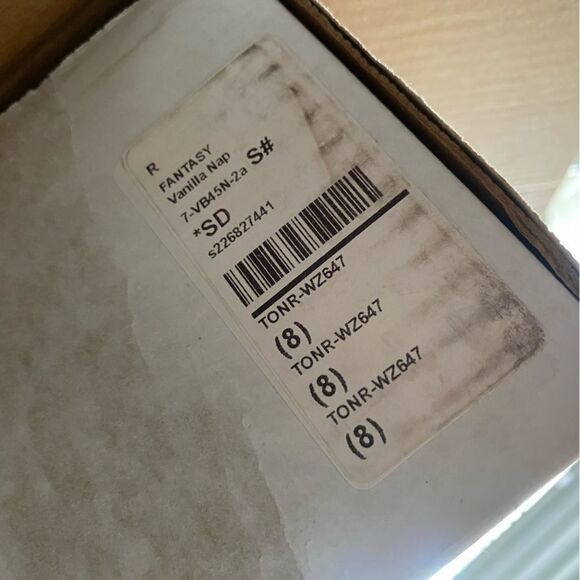 R
FANTASY
Vanilla Nap
7-VB45N-2a S#
*SD
s226827441
TONR-WZ647
(8)
TONR-WZ647
(8)
TONR-WZ647
(8)